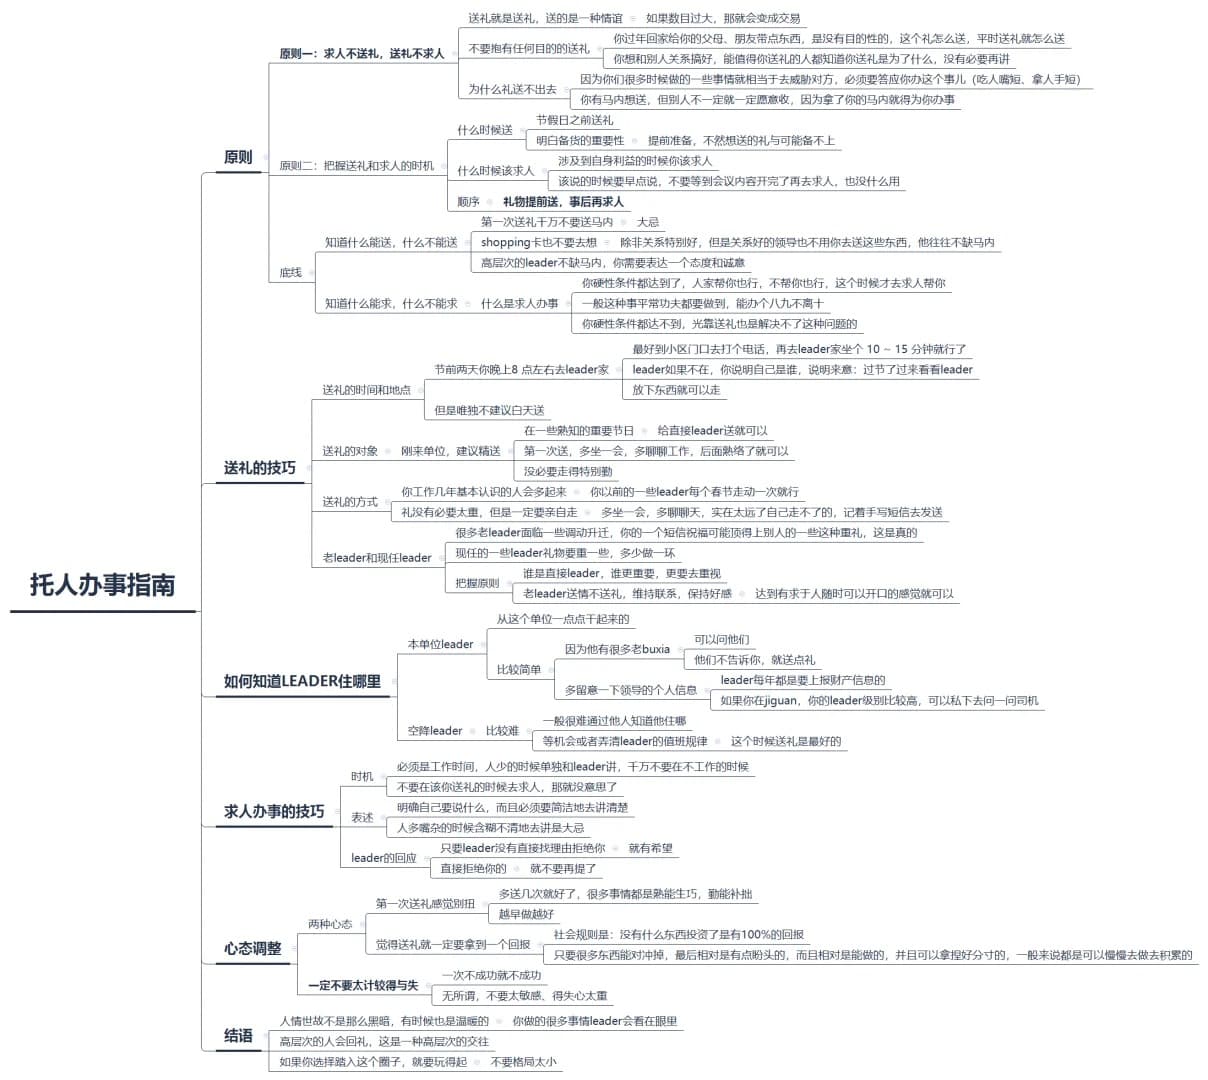 托人办事指南
原则
原则一：求人不送礼，送礼不求人
送礼就是送礼，送的是一种情谊
如果数目过大，那就会变成交易
不要抱有任何目的的送礼
你过年回家给你的父母、朋友带点东西，是没有目的性的，这个礼怎么送，平时送礼就怎么送
你想和别人关系搞好，能值得你送礼的人都知道你送礼是为了什么，没有必要再讲
为什么礼送不出去
因为你们很多时候做的一些事情就相当于去威胁对方，必须要答应你办这个事儿（吃人嘴短、拿人手短）
你有马内想送，但别人不一定就一定愿意收，因为拿了你的马内就得为你办事
原则二：把握送礼和求人的时机
什么时候送
节假日之前送礼
明白备货的重要性
提前准备，不然想送的礼与可能备不上
什么时候该求人
涉及到自身利益的时候你该求人
该说的时候要早点说，不要等到会议内容开完了再去求人，也没什么用
顺序
礼物提前送，事后再求人
底线
知道什么能送，什么不能送
第一次送礼千万不要送马内
大忌
shopping卡也不要去想
除非关系特别好，但是关系好的领导也不用你去送这些东西，他往往不缺马内
高层次的leader不缺马内，你需要表达一个态度和诚意
知道什么能求，什么不能求
什么是求人办事
你硬性条件都达到了，人家帮你也行，不帮你也行，这个时候才去求人帮你
一般这种事平常功夫都要做到，能办个八九不离十
你硬性条件都达不到，光靠送礼也是解决不了这种问题的
送礼的技巧
送礼的时间和地点
节前两天你晚上8 点左右去leader家
最好到小区门口去打个电话，再去leader家坐个 10 ~ 15 分钟就行了
leader如果不在，你说明自己是谁，说明来意：过节了过来看看leader
放下东西就可以走
但是唯独不建议白天送
送礼的对象
刚来单位，建议精送
在一些熟知的重要节日
给直接leader送就可以
第一次送，多坐一会，多聊聊工作，后面熟络了就可以
没必要走得特别勤
送礼的方式
你工作几年基本认识的人会多起来
你以前的一些leader每个春节走动一次就行
礼没有必要太重，但是一定要亲自走
多坐一会，多聊聊天，实在太远了自己走不了的，记着手写短信去发送
老leader和现任leader
很多老leader面临一些调动升迁，你的一个短信祝福可能顶得上别人的一些这种重礼，这是真的
现任的一些leader礼物要重一些，多少做一环
把握原则
谁是直接leader，谁更重要，更要去重视
老leader送情不送礼，维持联系，保持好感
达到有求于人随时可以开口的感觉就可以
如何知道LEADER住哪里
本单位leader
从这个单位一点点干起来的
比较简单
因为他有很多老buxia
可以问他们
他们不告诉你，就送点礼
多留意一下领导的个人信息
leader每年都是要上报财产信息的
如果你在jiguan，你的leader级别比较高，可以私下去问一问司机
空降leader
比较难
一般很难通过他人知道他住哪
等机会或者弄清leader的值班规律
这个时候送礼是最好的
求人办事的技巧
时机
必须是工作时间，人少的时候单独和leader讲，千万不要在不工作的时候
不要在该你送礼的时候去求人，那就没意思了
表述
明确自己要说什么，而且必须要简洁地去讲清楚
人多嘴杂的时候含糊不清地去讲是大忌
leader的回应
只要leader没有直接找理由拒绝你
就有希望
直接拒绝你的
就不要再提了
心态调整
两种心态
第一次送礼感觉别扭
多送几次就好了，很多事情都是熟能生巧，勤能补拙
越早做越好
觉得送礼就一定要拿到一个回报
社会规则是：没有什么东西投资了是有100%的回报
只要很多东西能对冲掉，最后相对是有点盼头的，而且相对是能做的，并且可以拿捏好分寸的，一般来说都是可以慢慢去做去积累的
一定不要太计较得与失
一次不成功就不成功
无所谓，不要太敏感、得失心太重
结语
人情世故不是那么黑暗，有时候也是温暖的
你做的很多事情leader会看在眼里
高层次的人会回礼，这是一种高层次的交往
如果你选择踏入这个圈子，就要玩得起
不要格局太小